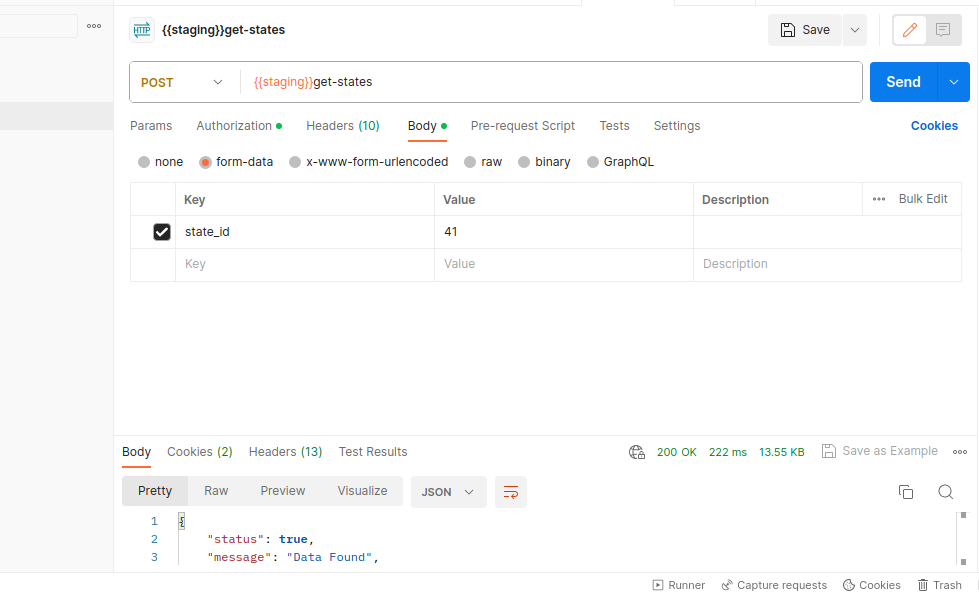 HTTP {{staging}}get-states Save
POST {{staging}}get-states Send
Params Authorization Headers (10) Body Pre-request Script Tests Settings Cookies
none form-data x-www-form-urlencoded raw binary GraphQL
Key Value Description Bulk Edit
state_id 41
Key Value Description
Body Cookies (2) Headers (13) Test Results 200 OK 222 ms 13.55 KB Save as Example
Pretty Raw Preview Visualize JSON
1 {
2 "status": true,
3 "message": "Data Found",
Runner Capture requests Cookies Trash